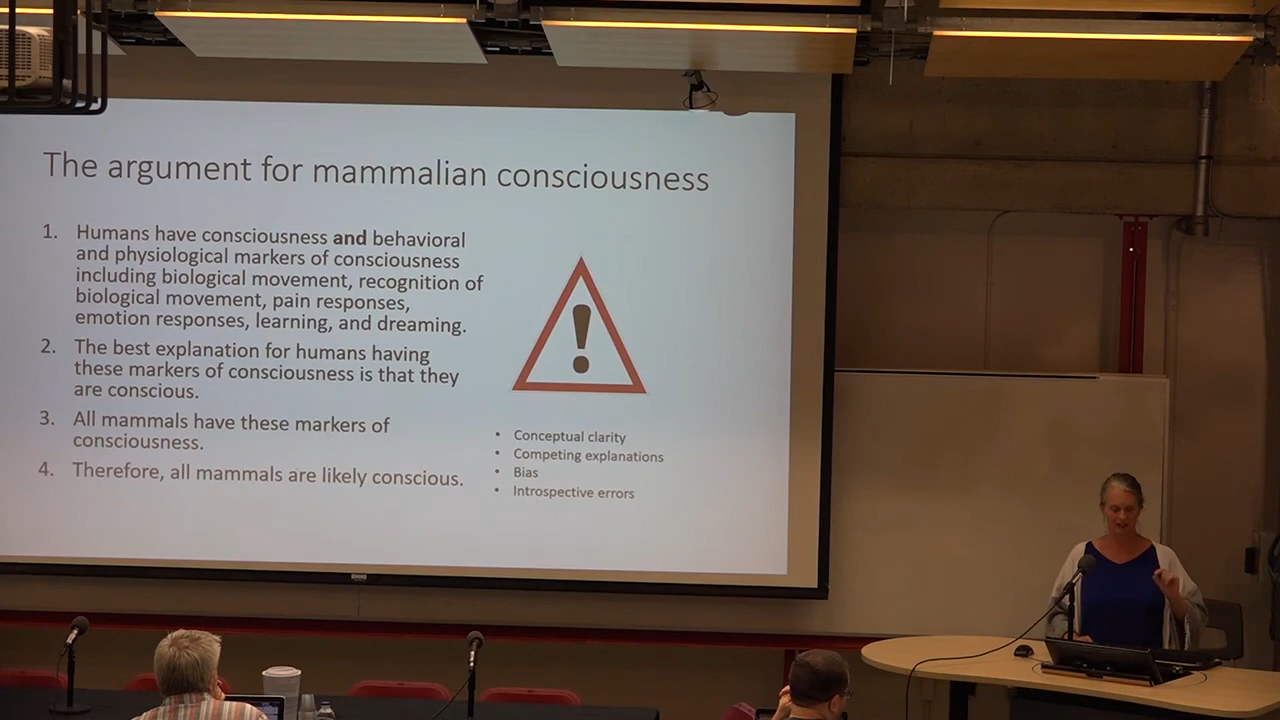 The argument for mammalian consciousness
1. Humans have consciousness and behavioral
and physiological markers of consciousness
including biological movement, recognition of
biological movement, pain responses,
emotion responses, learning, and dreaming.
2. The best explanation for humans having
these markers of consciousness is that they
are conscious.
3. All mammals have these markers of
consciousness.
4. Therefore, all mammals are likely conscious.
!
• Conceptual clarity
• Competing explanations
• Bias
• Introspective errors